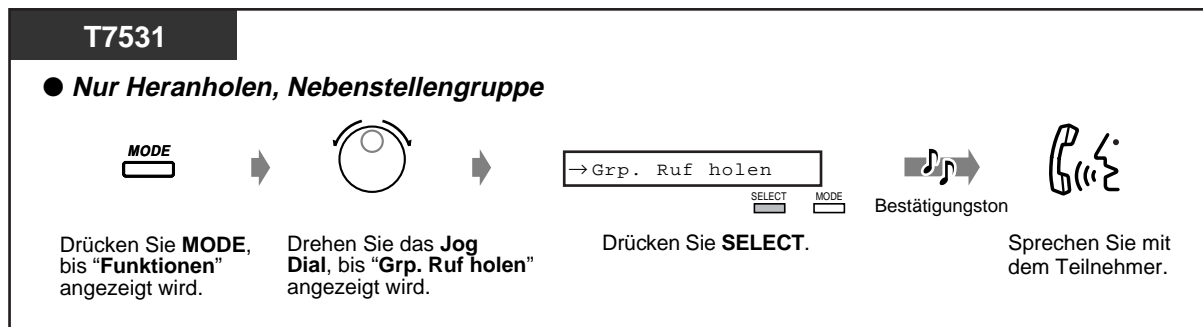 T7531
● Nur Heranholen, Nebenstellengruppe
MODE
→Grp. Ruf holen
SELECT MODE
Bestätigungston
Drücken Sie MODE,
bis “Funktionen”
angezeigt wird.
Drehen Sie das Jog
Dial, bis “Grp. Ruf holen”
angezeigt wird.
Drücken Sie SELECT.
Sprechen Sie mit
dem Teilnehmer.